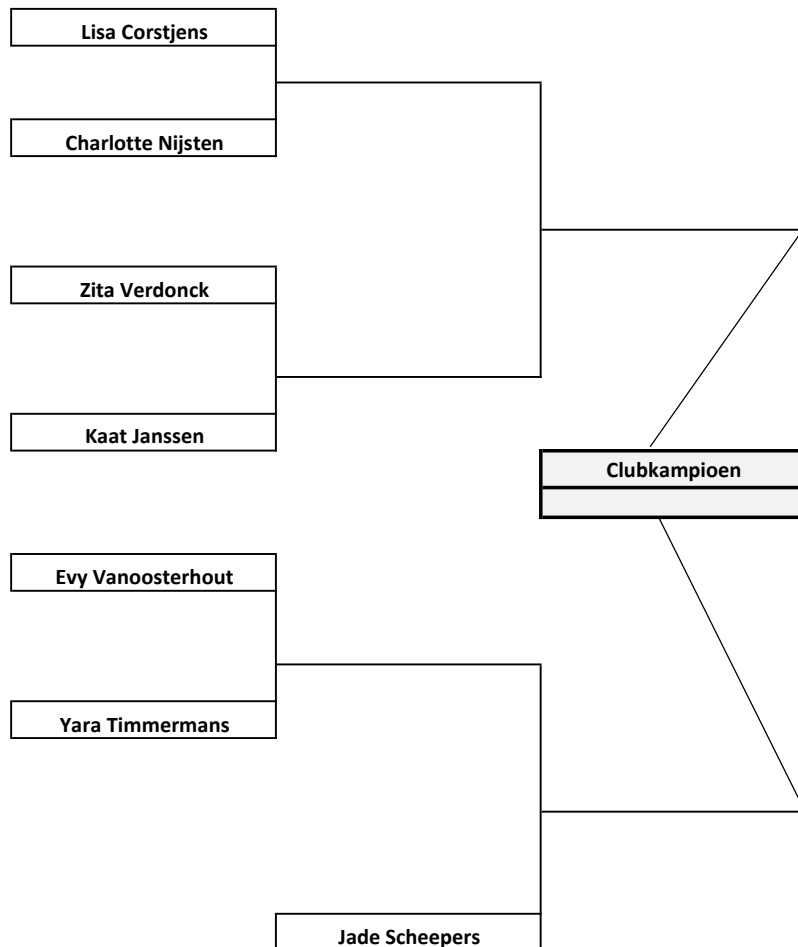 Lisa Corstjens
Charlotte Nijsten
Zita Verdonck
Kaat Janssen
Clubkampioen
Evy Vanoosterhout
Yara Timmermans
Jade Scheepers